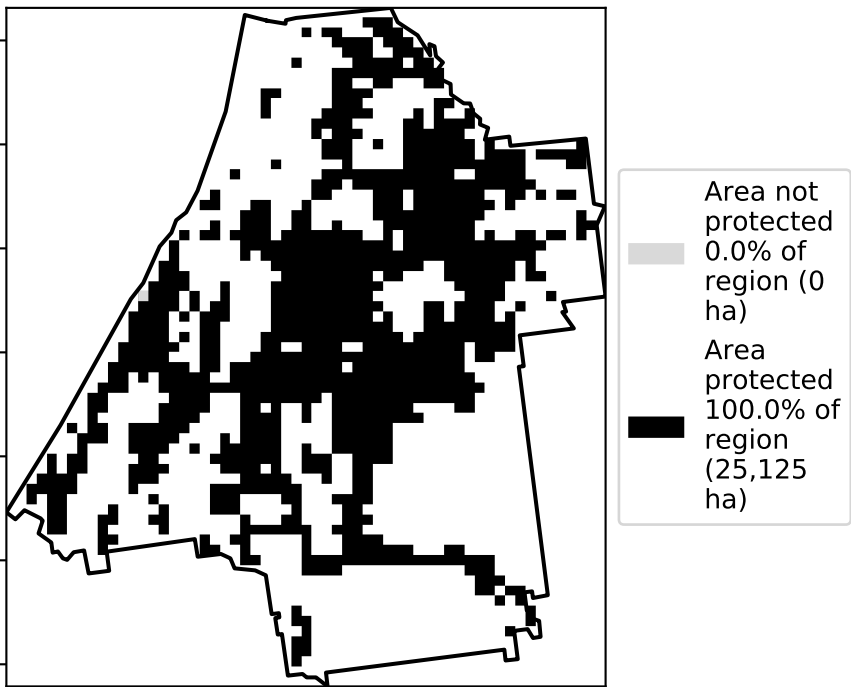 Area not
protected
0.0% of
region (0
ha)
Area
protected
100.0% of
region
(25,125
ha)